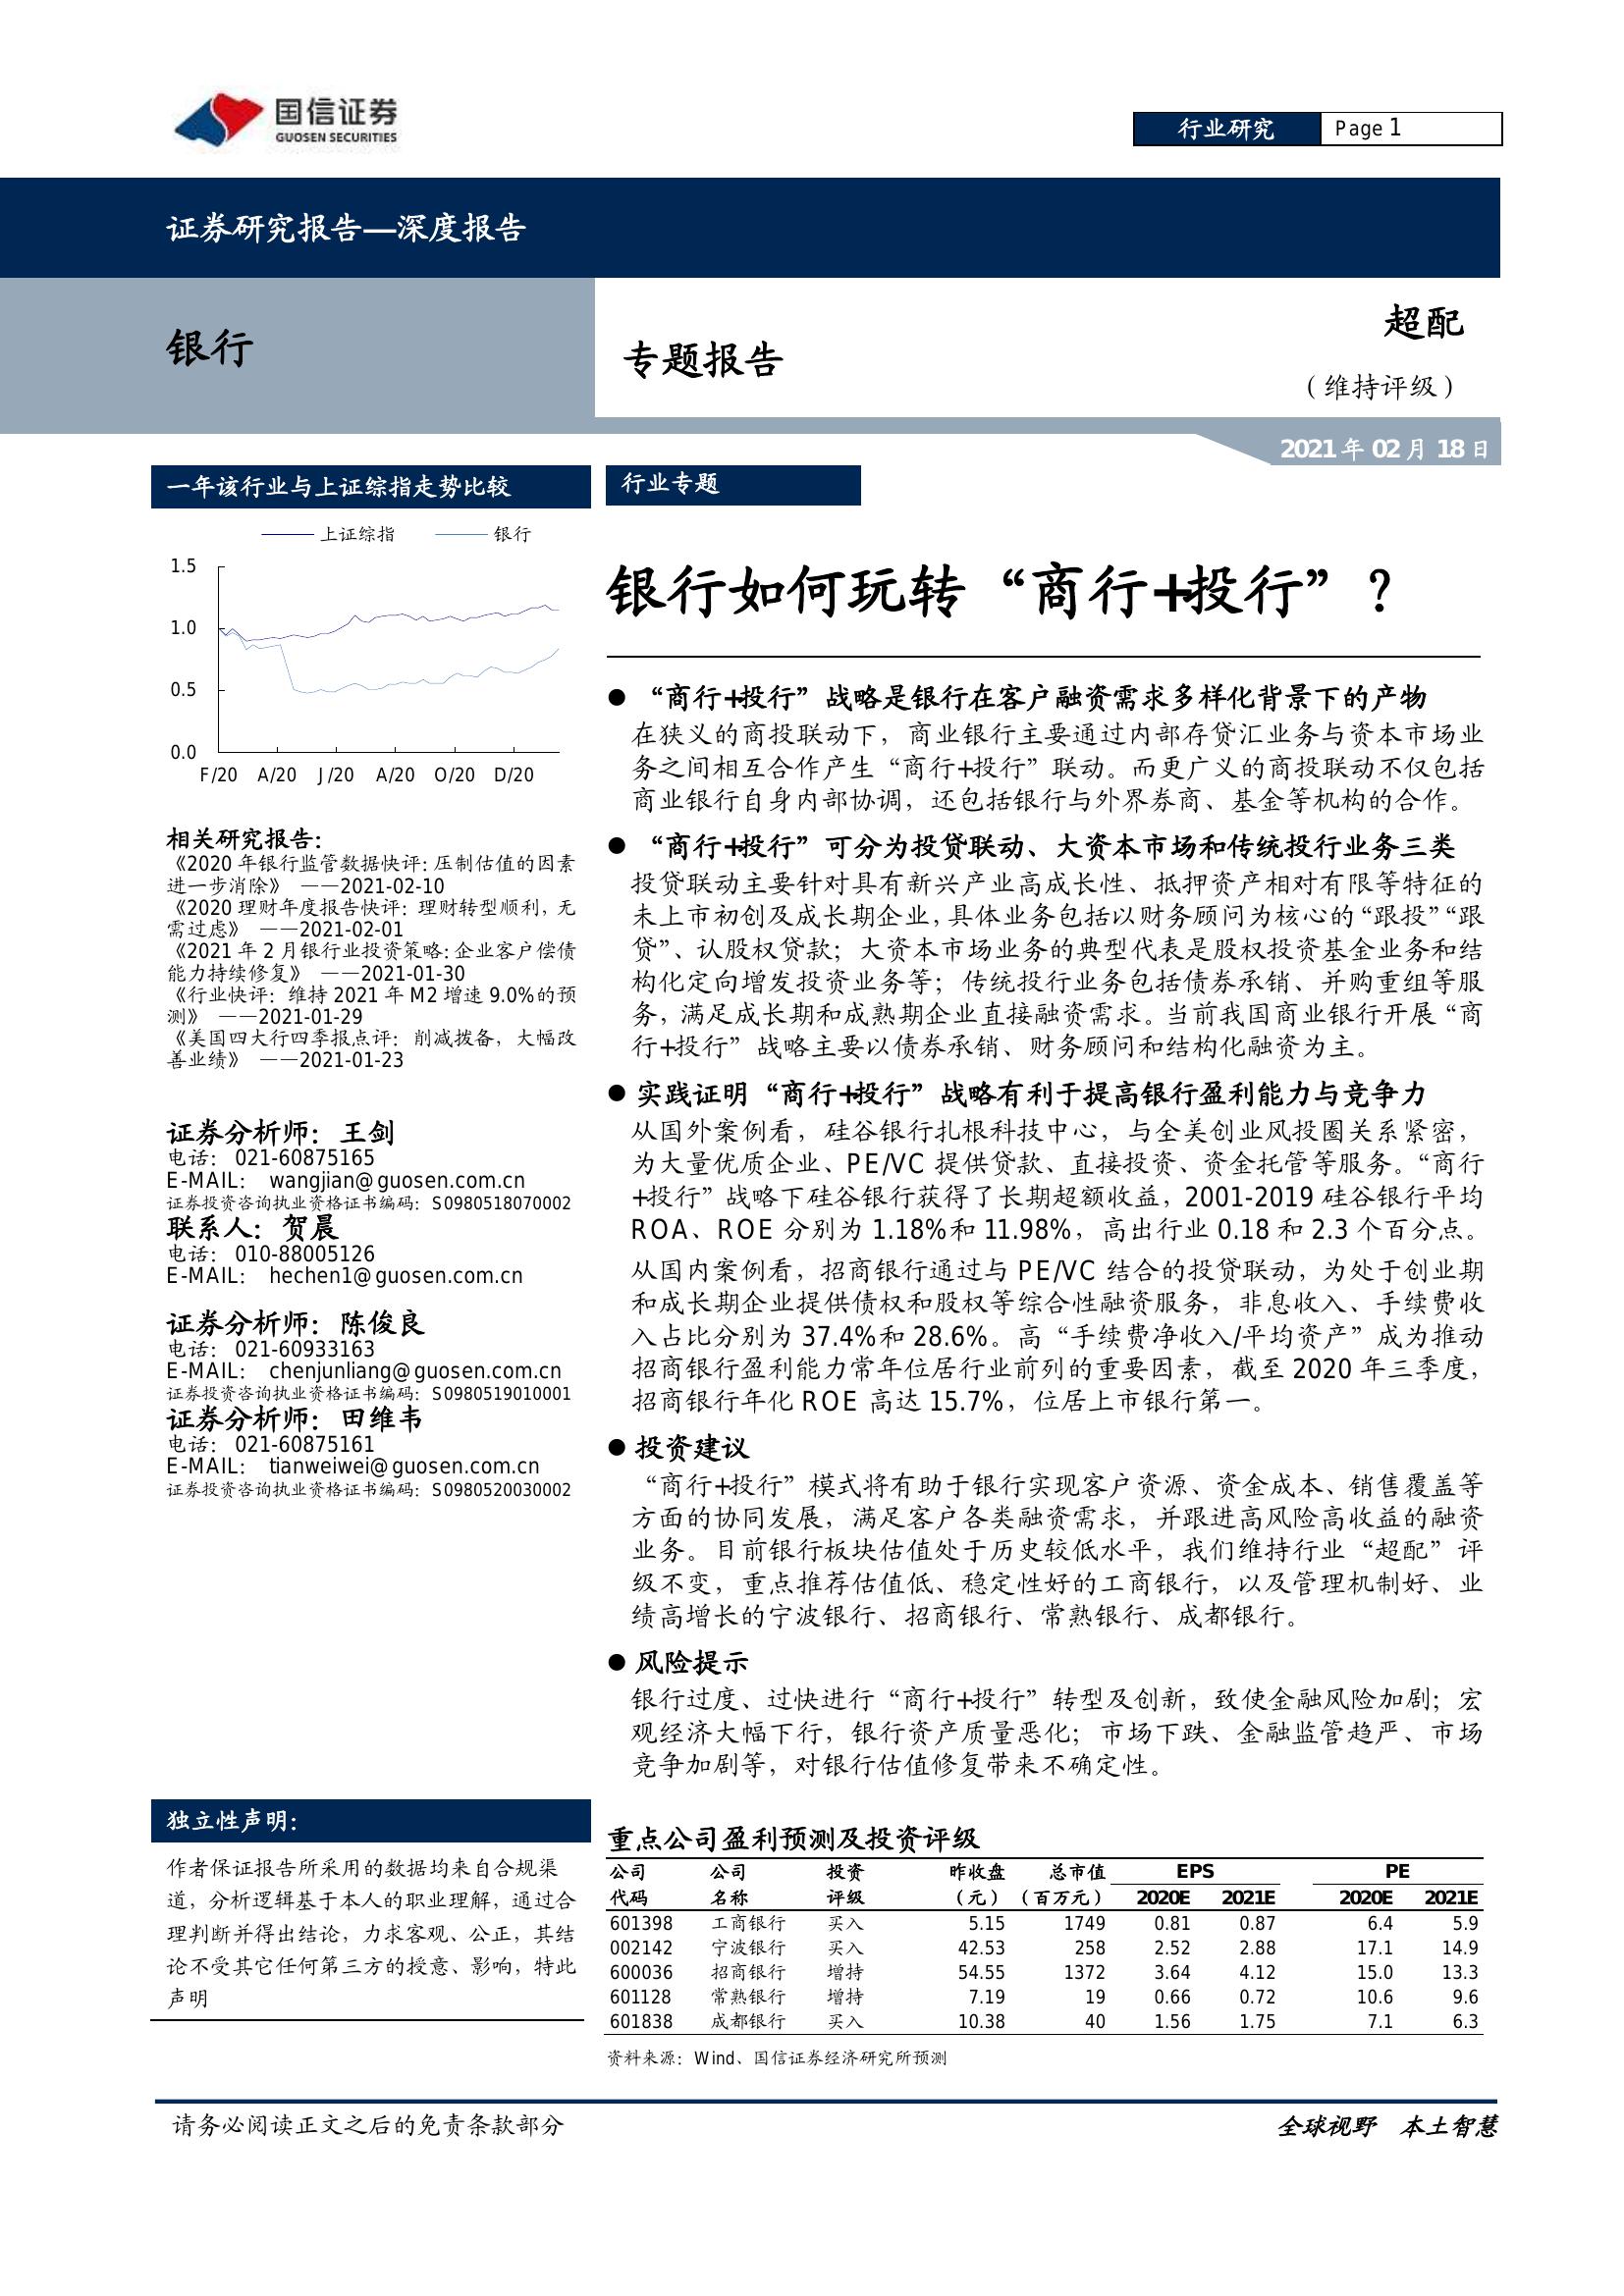 国信证券
GUOSEN SECURITIES
行业研究 Page 1
证券研究报告—深度报告
银行
专题报告
超配
（维持评级）
2021 年 02 月 18 日
一年该行业与上证综指走势比较
上证综指 银行
1.5
1.0
0.5
0.0
F/20 A/20 J/20 A/20 O/20 D/20
相关研究报告：
《2020 年银行监管数据快评：压制估值的因素
进一步消除》 ——2021-02-10
《2020 理财年度报告快评：理财转型顺利，无
需过虑》 ——2021-02-01
《2021 年 2 月银行业投资策略：企业客户偿债
能力持续修复》 ——2021-01-30
《行业快评：维持 2021 年 M2 增速 9.0%的预
测》 ——2021-01-29
《美国四大行四季报点评：削减拨备，大幅改
善业绩》 ——2021-01-23
证券分析师：王剑
电话： 021-60875165
E-MAIL： wangjian@guosen.com.cn
证券投资咨询执业资格证书编码：S0980518070002
联系人：贺晨
电话： 010-88005126
E-MAIL： hechen1@guosen.com.cn
证券分析师：陈俊良
电话： 021-60933163
E-MAIL： chenjunliang@guosen.com.cn
证券投资咨询执业资格证书编码：S0980519010001
证券分析师：田维韦
电话： 021-60875161
E-MAIL： tianweiwei@guosen.com.cn
证券投资咨询执业资格证书编码：S0980520030002
独立性声明：
作者保证报告所采用的数据均来自合规渠
道，分析逻辑基于本人的职业理解，通过合
理判断并得出结论，力求客观、公正，其结
论不受其它任何第三方的授意、影响，特此
声明
行业专题
银行如何玩转“商行+投行”？
● “商行+投行”战略是银行在客户融资需求多样化背景下的产物
在狭义的商投联动下，商业银行主要通过内部存贷汇业务与资本市场业
务之间相互合作产生“商行+投行”联动。而更广义的商投联动不仅包括
商业银行自身内部协调，还包括银行与外界券商、基金等机构的合作。
● “商行+投行”可分为投贷联动、大资本市场和传统投行业务三类
投贷联动主要针对具有新兴产业高成长性、抵押资产相对有限等特征的
未上市初创及成长期企业，具体业务包括以财务顾问为核心的“跟投”“跟
贷”、认股权贷款；大资本市场业务的典型代表是股权投资基金业务和结
构化定向增发投资业务等；传统投行业务包括债券承销、并购重组等服
务，满足成长期和成熟期企业直接融资需求。当前我国商业银行开展“商
行+投行”战略主要以债券承销、财务顾问和结构化融资为主。
● 实践证明“商行+投行”战略有利于提高银行盈利能力与竞争力
从国外案例看，硅谷银行扎根科技中心，与全美创业风投圈关系紧密，
为大量优质企业、PE/VC 提供贷款、直接投资、资金托管等服务。“商行
+投行”战略下硅谷银行获得了长期超额收益，2001-2019 硅谷银行平均
ROA、ROE 分别为 1.18%和 11.98%，高出行业 0.18 和 2.3 个百分点。
从国内案例看，招商银行通过与 PE/VC 结合的投贷联动，为处于创业期
和成长期企业提供债权和股权等综合性融资服务，非息收入、手续费收
入占比分别为 37.4%和 28.6%。高“手续费净收入/平均资产”成为推动
招商银行盈利能力常年位居行业前列的重要因素，截至 2020 年三季度，
招商银行年化 ROE 高达 15.7%，位居上市银行第一。
● 投资建议
“商行+投行”模式将有助于银行实现客户资源、资金成本、销售覆盖等
方面的协同发展，满足客户各类融资需求，并跟进高风险高收益的融资
业务。目前银行板块估值处于历史较低水平，我们维持行业“超配”评
级不变，重点推荐估值低、稳定性好的工商银行，以及管理机制好、业
绩高增长的宁波银行、招商银行、常熟银行、成都银行。
● 风险提示
银行过度、过快进行“商行+投行”转型及创新，致使金融风险加剧；宏
观经济大幅下行，银行资产质量恶化；市场下跌、金融监管趋严、市场
竞争加剧等，对银行估值修复带来不确定性。
重点公司盈利预测及投资评级
公司 公司 投资 昨收盘 总市值 EPS PE
代码 名称 评级 （元） （百万元） 2020E 2021E 2020E 2021E
601398 工商银行 买入 5.15 1749 0.81 0.87 6.4 5.9
002142 宁波银行 买入 42.53 258 2.52 2.88 17.1 14.9
600036 招商银行 增持 54.55 1372 3.64 4.12 15.0 13.3
601128 常熟银行 增持 7.19 19 0.66 0.72 10.6 9.6
601838 成都银行 买入 10.38 40 1.56 1.75 7.1 6.3
资料来源：Wind、国信证券经济研究所预测
请务必阅读正文之后的免责条款部分
全球视野 本土智慧